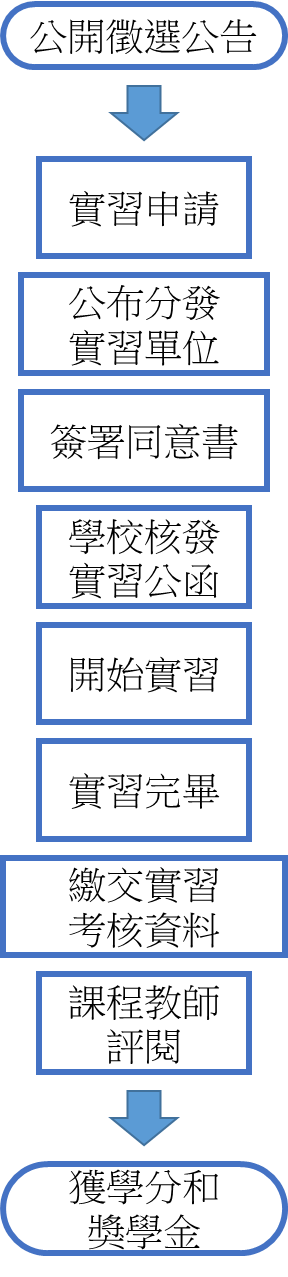 公開徵選公告
實習申請
公布分發
實習單位
簽署同意書
學校核發
實習公函
開始實習
實習完畢
繳交實習
考核資料
課程教師
評閱
獲學分和
獎學金